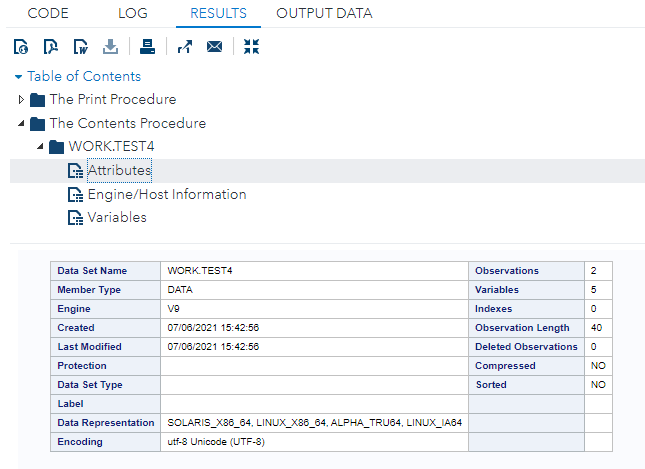 CODE LOG RESULTS OUTPUT DATA
Table of Contents
The Print Procedure
The Contents Procedure
WORK.TEST4
Attributes
Engine/Host Information
Variables
Data Set Name WORK.TEST4 Observations 2
Member Type DATA Variables 5
Engine V9 Indexes 0
Created 07/06/2021 15:42:56 Observation Length 40
Last Modified 07/06/2021 15:42:56 Deleted Observations 0
Protection Compressed NO
Data Set Type Sorted NO
Label
Data Representation SOLARIS_X86_64, LINUX_X86_64, ALPHA_TRU64, LINUX_IA64
Encoding utf-8 Unicode (UTF-8)